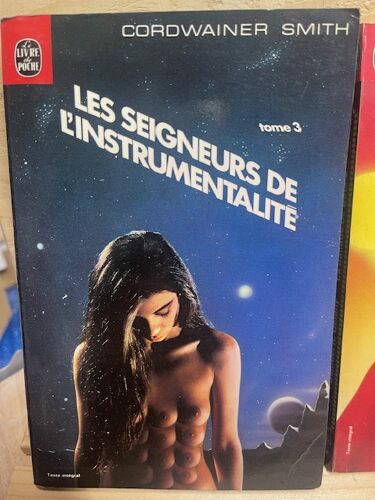 Le
LIVRE
de
POCHE
CORDWAINER SMITH
LES SEIGNEURS DE
L'INSTRUMENTALITÉ
tome 3
Texte intégral